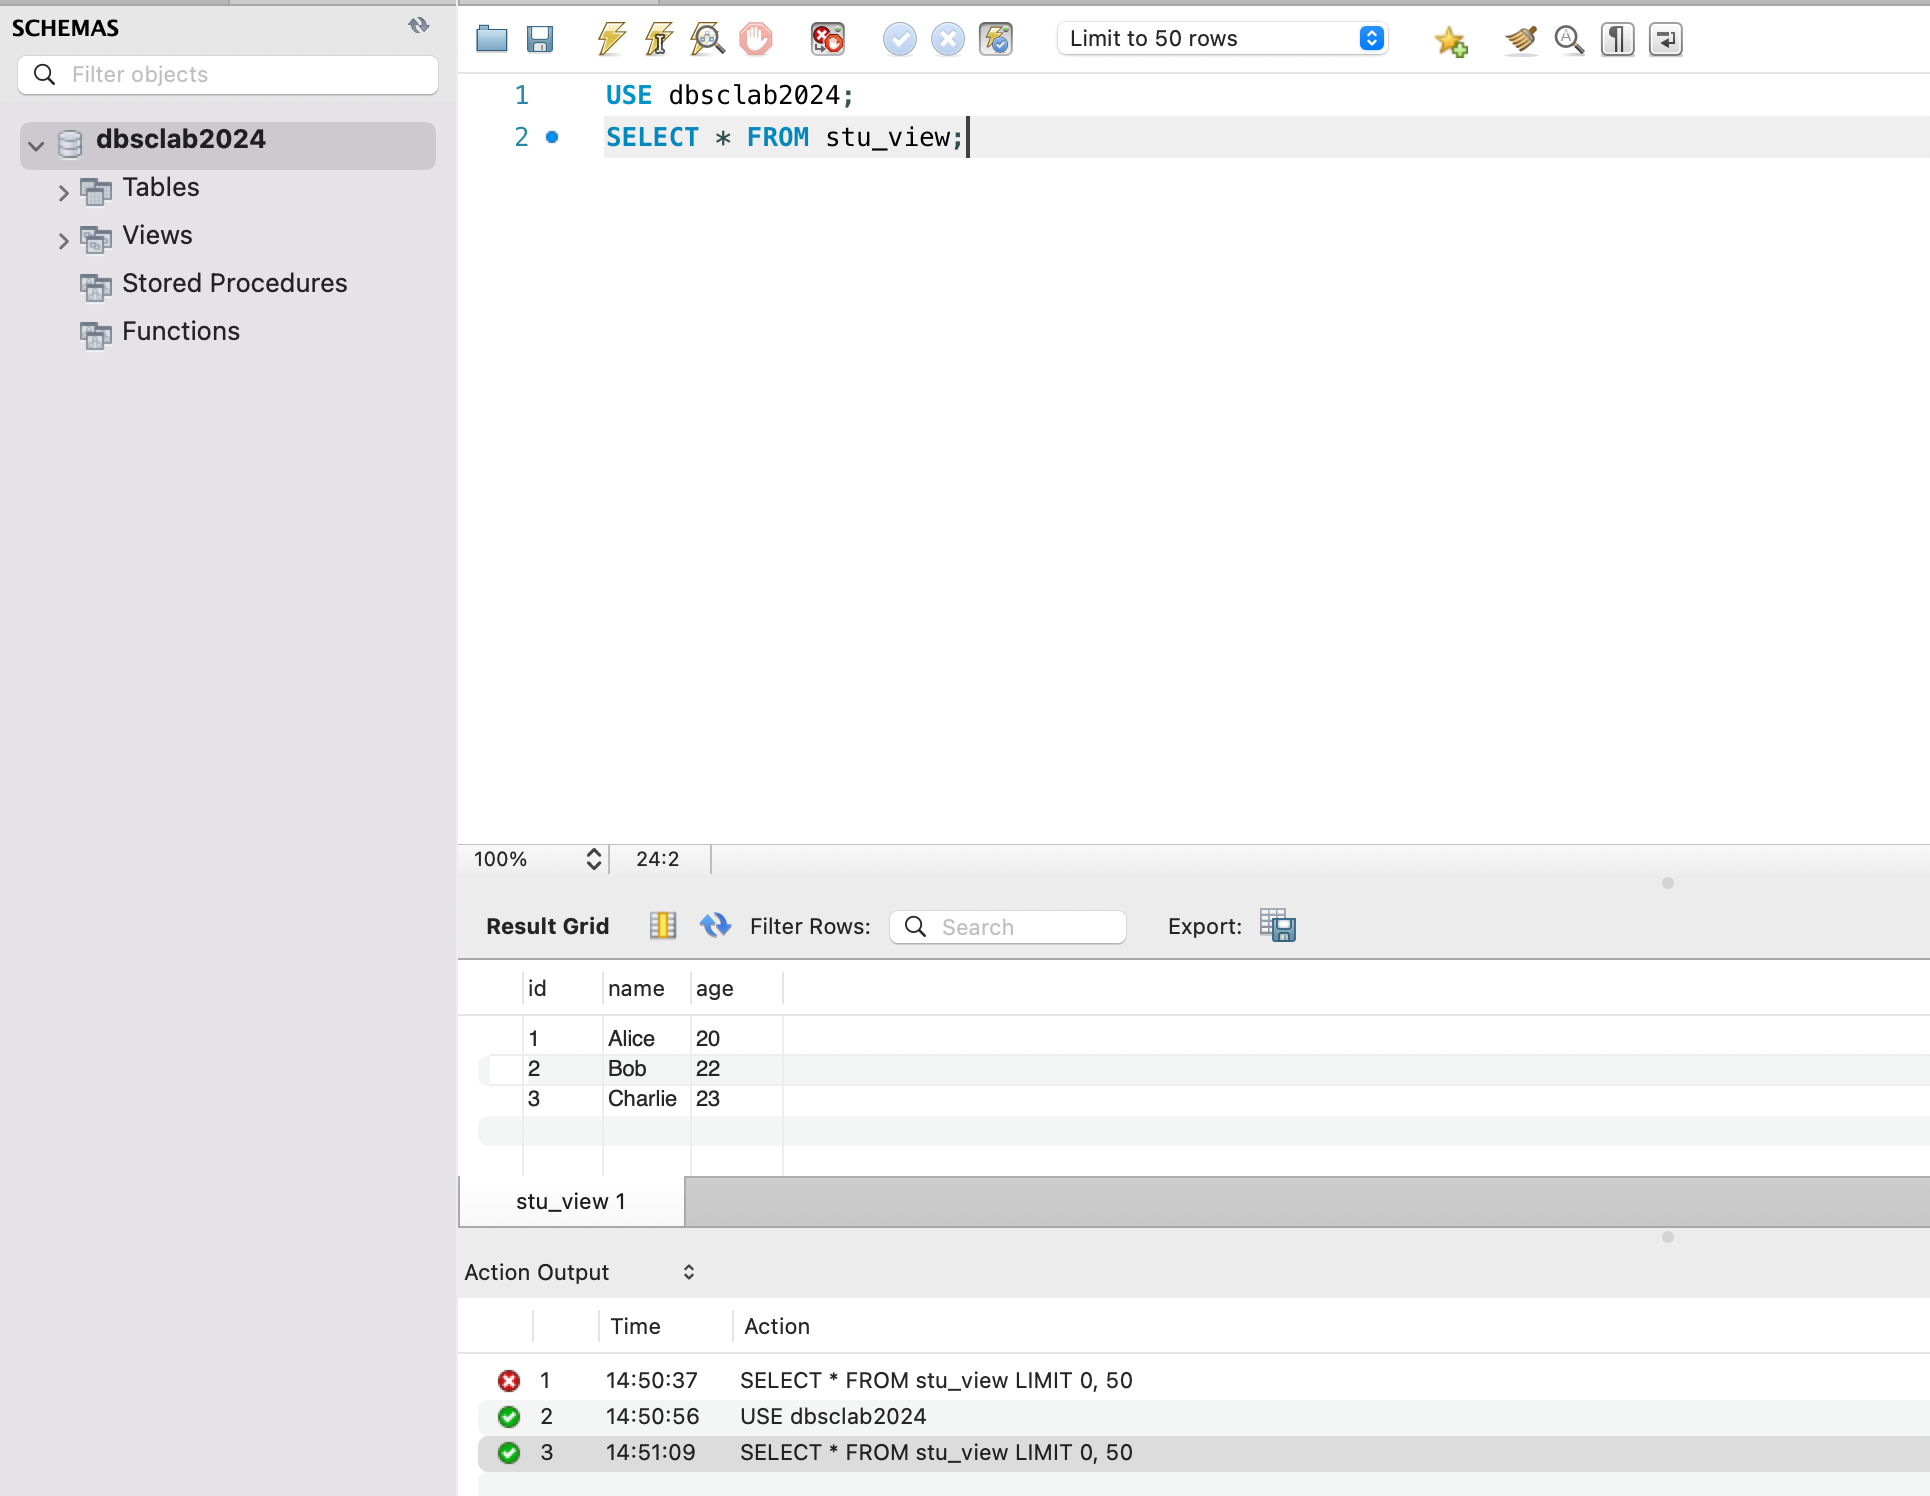 SCHEMAS
Filter objects
dbsclab2024
Tables
Views
Stored Procedures
Functions
Limit to 50 rows
1 USE dbsclab2024;
2 SELECT * FROM stu_view;
100% 24:2
Result Grid Filter Rows: Search Export:
id name age
1 Alice 20
2 Bob 22
3 Charlie 23
stu_view 1
Action Output
Time Action
1 14:50:37 SELECT * FROM stu_view LIMIT 0, 50
2 14:50:56 USE dbsclab2024
3 14:51:09 SELECT * FROM stu_view LIMIT 0, 50